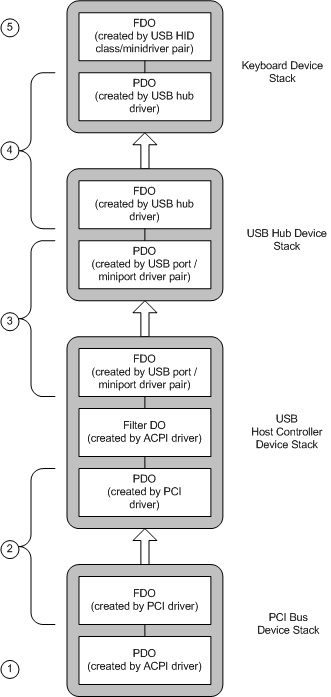 5
FDO
(created by USB HID
class/minidriver pair)
PDO
(created by USB hub
driver)
Keyboard Device
Stack
4
FDO
(created by USB hub
driver)
PDO
(created by USB port /
miniport driver pair)
USB Hub Device
Stack
3
FDO
(created by USB port /
miniport driver pair)
Filter DO
(created by ACPI driver)
PDO
(created by PCI
driver)
USB
Host Controller
Device Stack
2
FDO
(created by PCI driver)
PDO
(created by ACPI driver)
PCI Bus
Device Stack
1